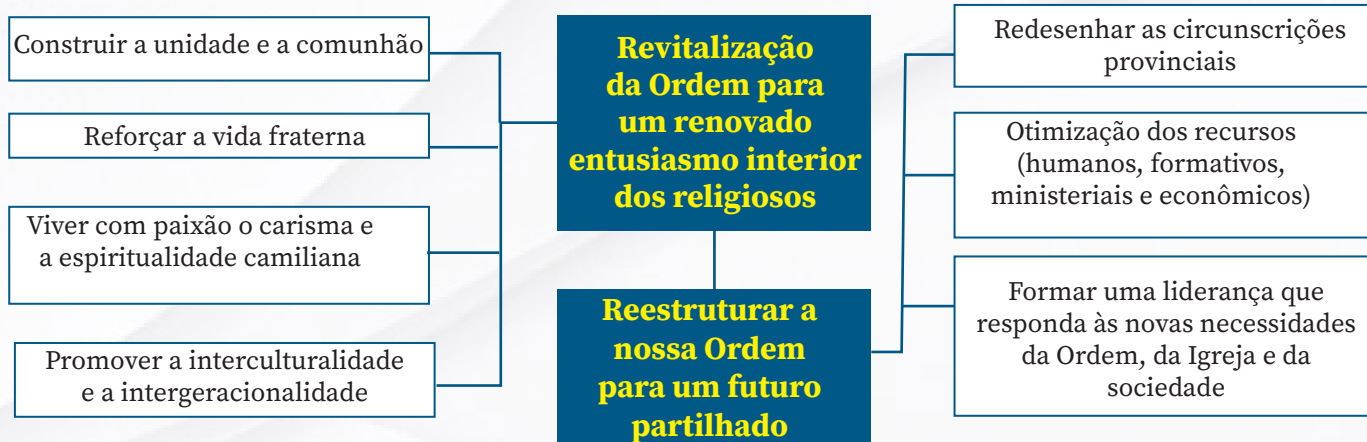 Construir a unidade e a comunhão
Reforçar a vida fraterna
Viver com paixão o carisma e
a espiritualidade camiliana
Promover a interculturalidade
e a intergeracionalidade
Revitalização
da Ordem para
um renovado
entusiasmo interior
dos religiosos
Reestruturar a
nossa Ordem
para um futuro
partilhado
Redesenhar as circunscrições
provinciais
Otimização dos recursos
(humanos, formativos,
ministeriais e econômicos)
Formar uma liderança que
responda às novas necessidades
da Ordem, da Igreja e da
sociedade